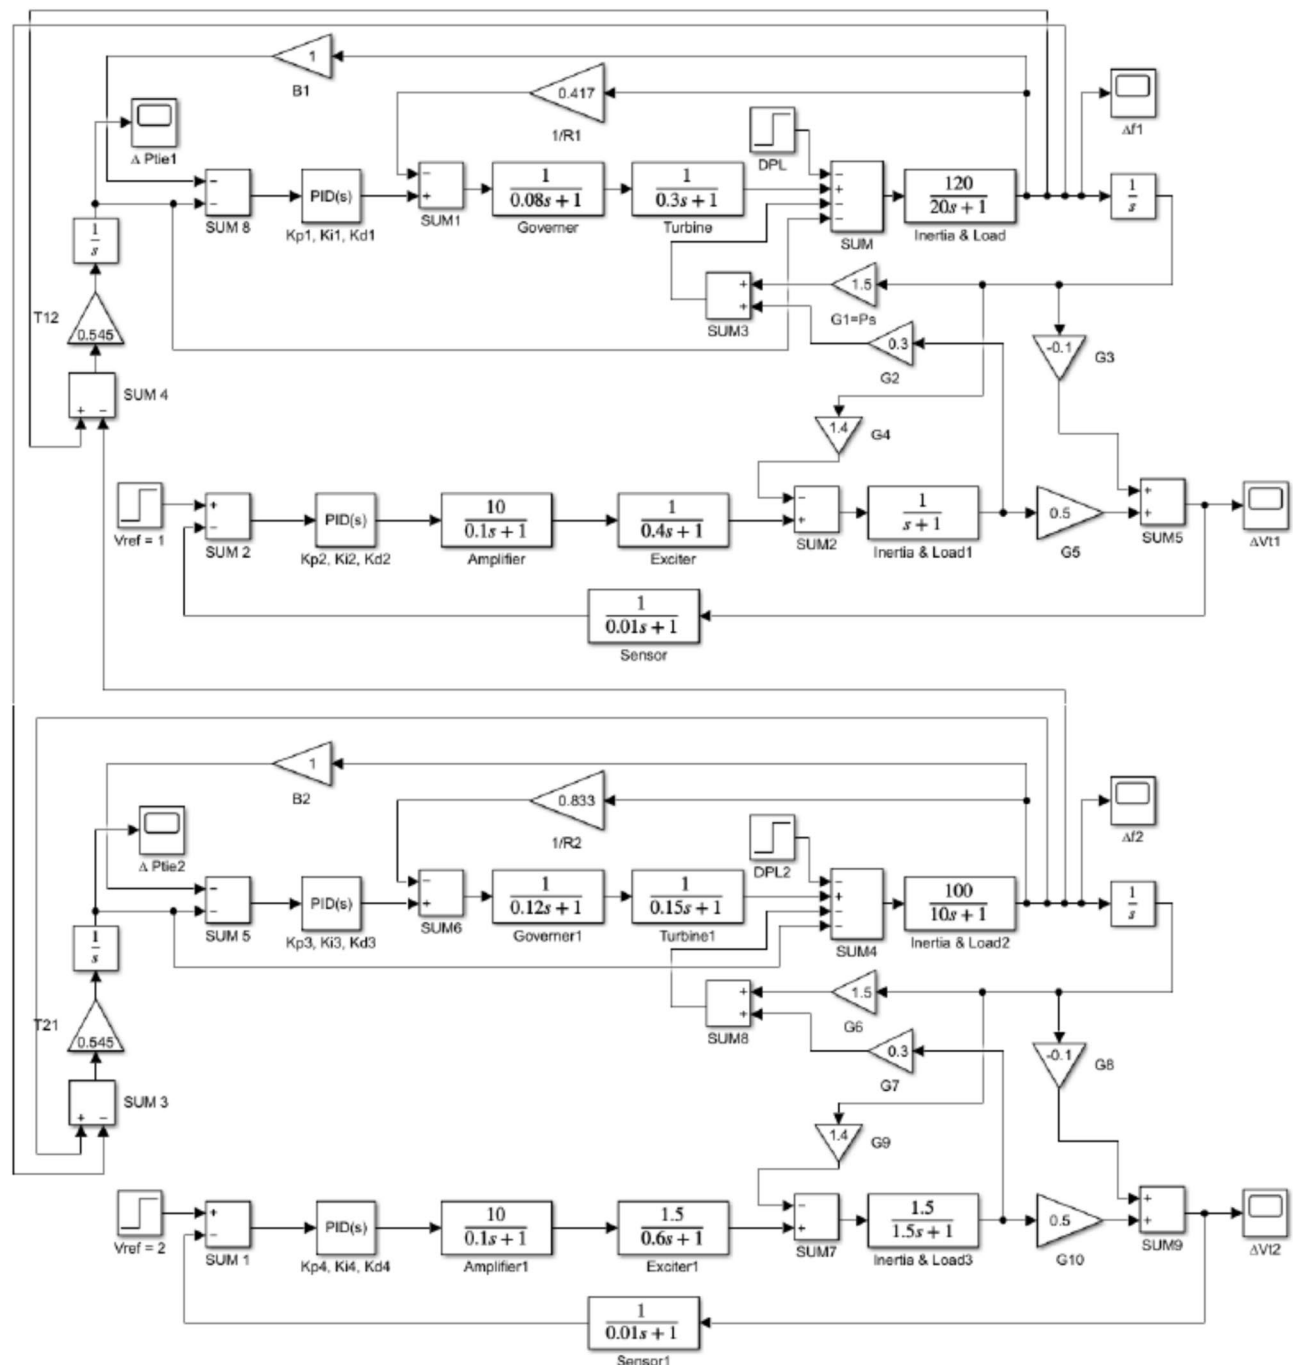 1
B1
0.417
1/R1
Δ Ptie1
DPL
Δf1
−
−
SUM 8
PID(s)
Kp1, Ki1, Kd1
−
+
SUM1
1
0.08s + 1
Governer
1
0.3s + 1
Turbine
−
+
−
−
SUM
120
20s + 1
Inertia & Load
1
s
1
s
T12
0.545
+
+
SUM3
1.5
G1=Ps
0.3
G2
-0.1
G3
SUM 4
+ −
1.4
G4
Vref = 1
+
−
SUM 2
PID(s)
Kp2, Ki2, Kd2
10
0.1s + 1
Amplifier
1
0.4s + 1
Exciter
−
+
SUM2
1
s + 1
Inertia & Load1
0.5
G5
+
+
SUM5
ΔVt1
1
0.01s + 1
Sensor
1
B2
0.833
1/R2
Δ Ptie2
DPL2
Δf2
−
−
SUM 5
PID(s)
Kp3, Ki3, Kd3
−
+
SUM6
1
0.12s + 1
Governer1
1
0.15s + 1
Turbine1
−
+
−
−
SUM4
100
10s + 1
Inertia & Load2
1
s
1
s
T21
0.545
+
+
SUM8
1.5
G6
0.3
G7
-0.1
G8
SUM 3
+ −
1.4
G9
Vref = 2
+
−
SUM 1
PID(s)
Kp4, Ki4, Kd4
10
0.1s + 1
Amplifier1
1.5
0.6s + 1
Exciter1
−
+
SUM7
1.5
1.5s + 1
Inertia & Load3
0.5
G10
+
+
SUM9
ΔVt2
1
0.01s + 1
Sensor1